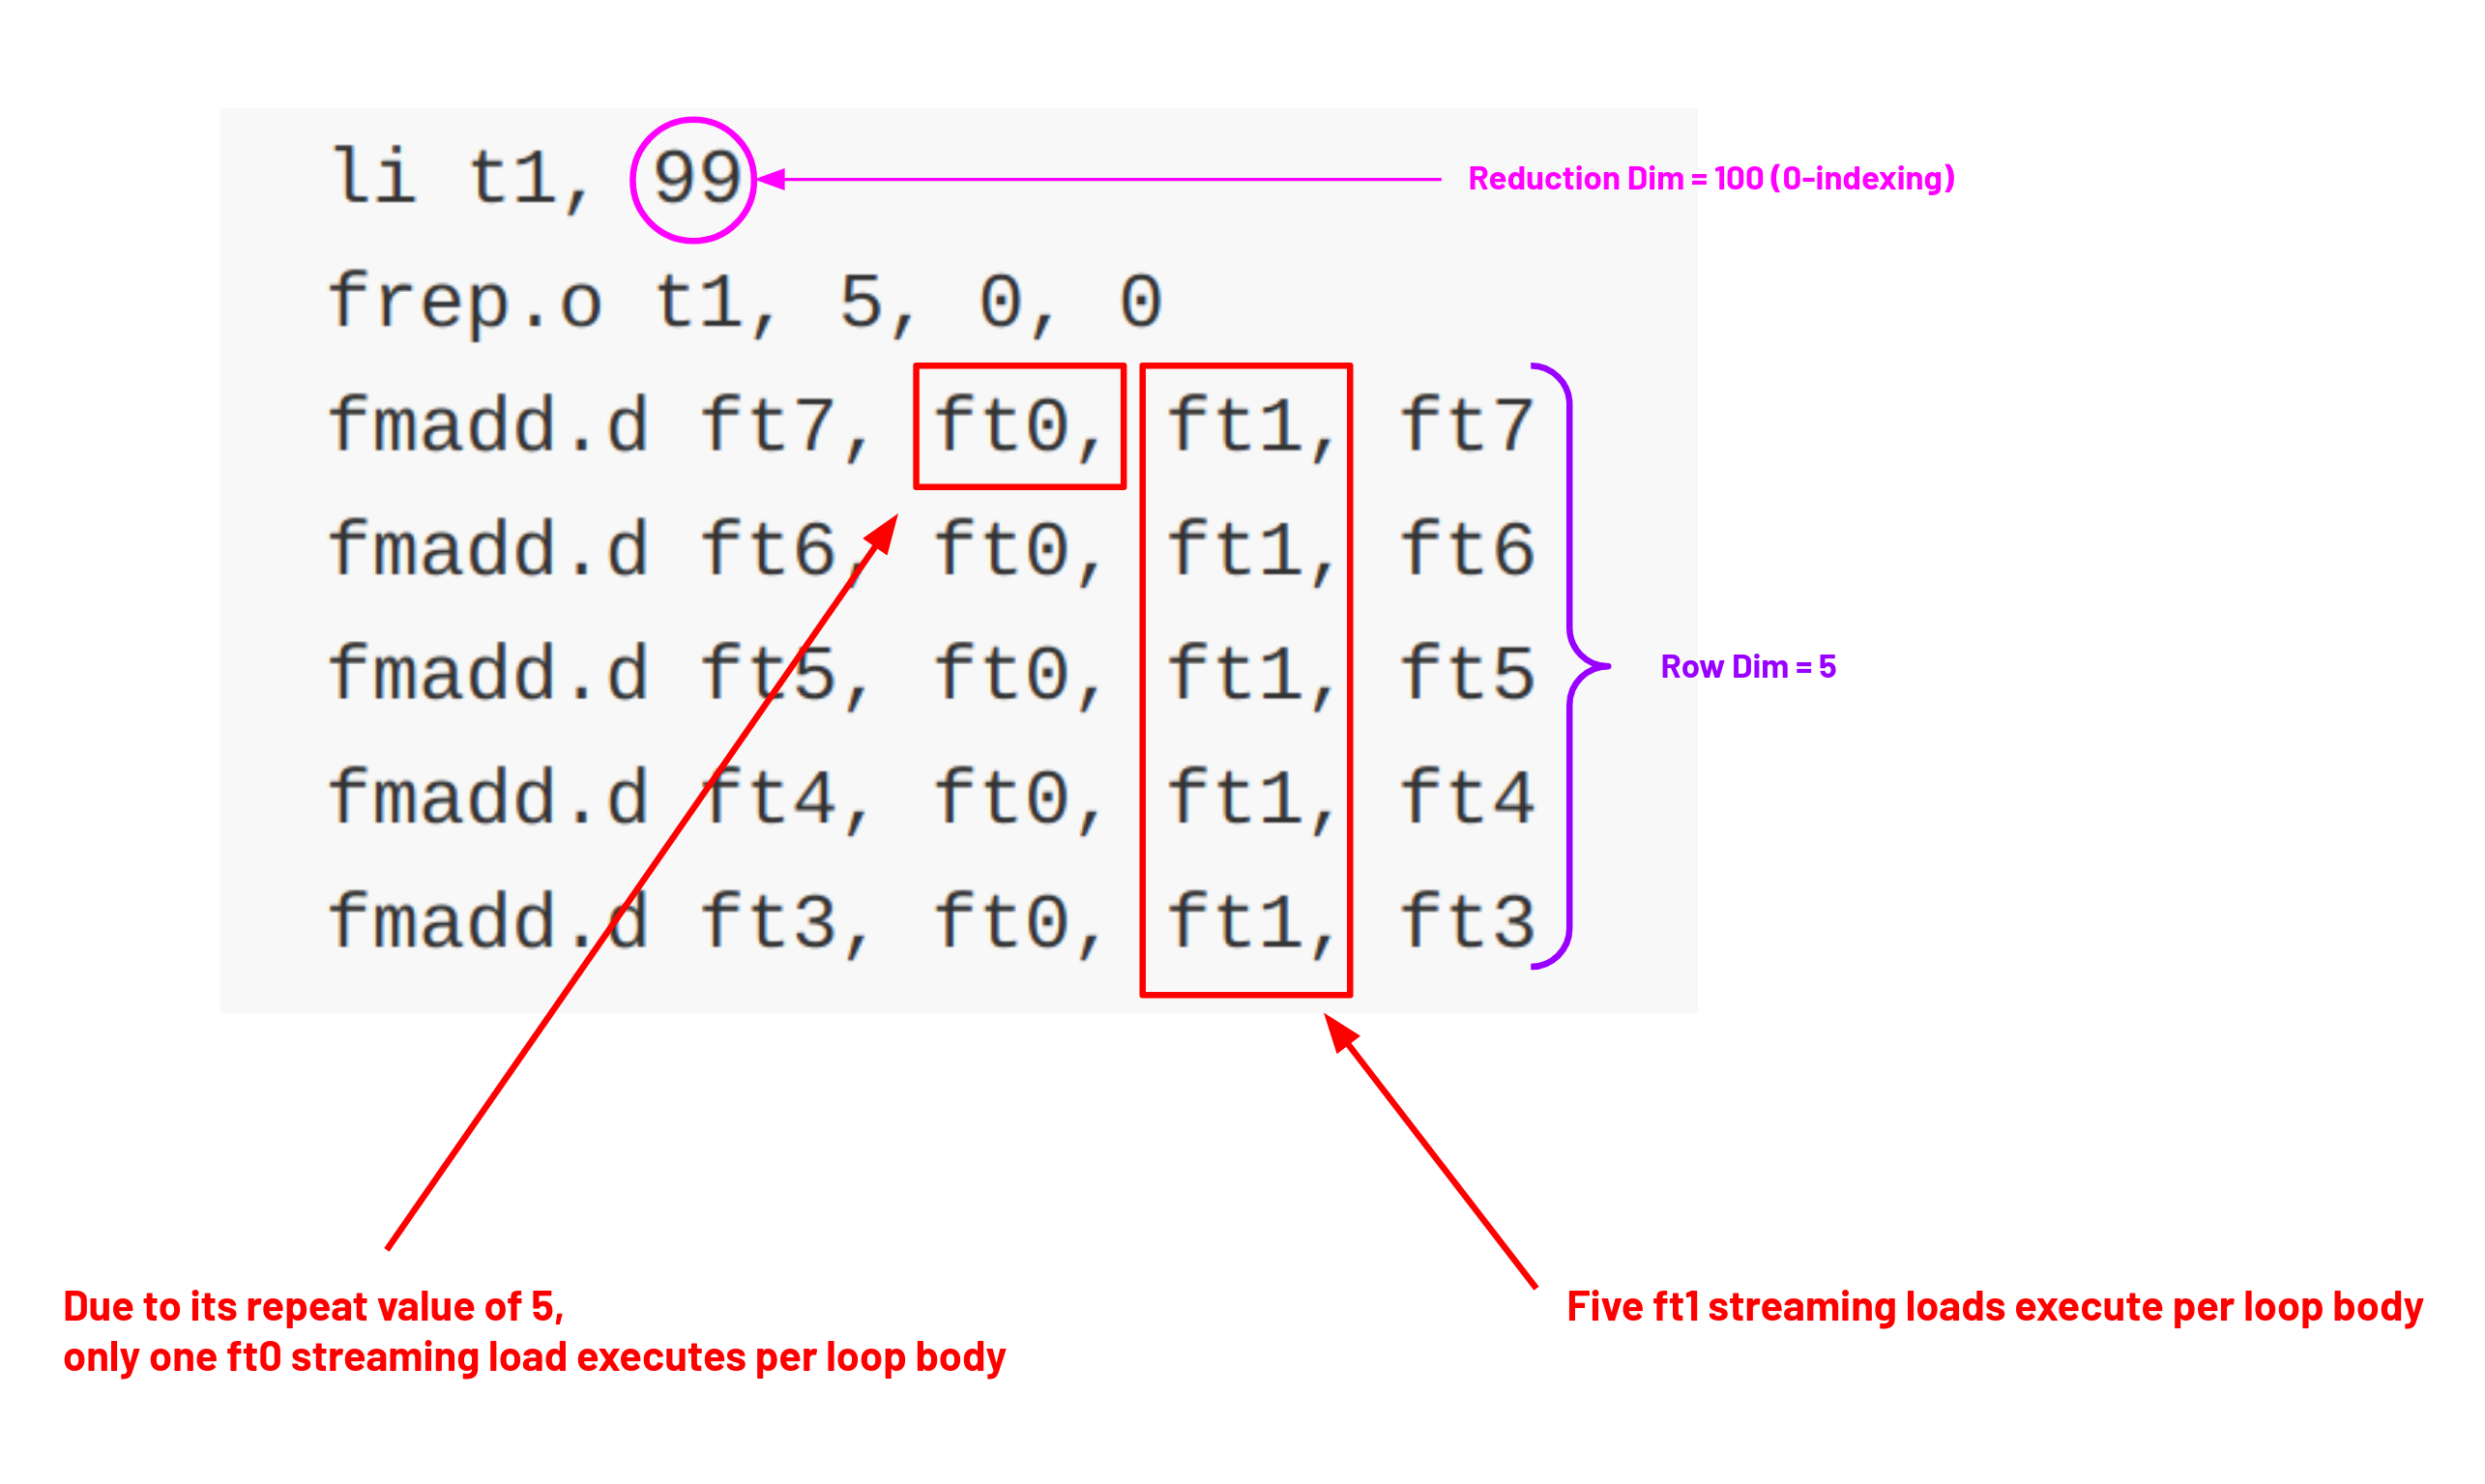 li t1, 99
Reduction Dim = 100 (0-indexing)
frep.o t1, 5, 0, 0
fmadd.d ft7, ft0, ft1, ft7
fmadd.d ft6, ft0, ft1, ft6
fmadd.d ft5, ft0, ft1, ft5
Row Dim = 5
fmadd.d ft4, ft0, ft1, ft4
fmadd.d ft3, ft0, ft1, ft3
Due to its repeat value of 5,
only one ft0 streaming load executes per loop body
Five ft1 streaming loads execute per loop body